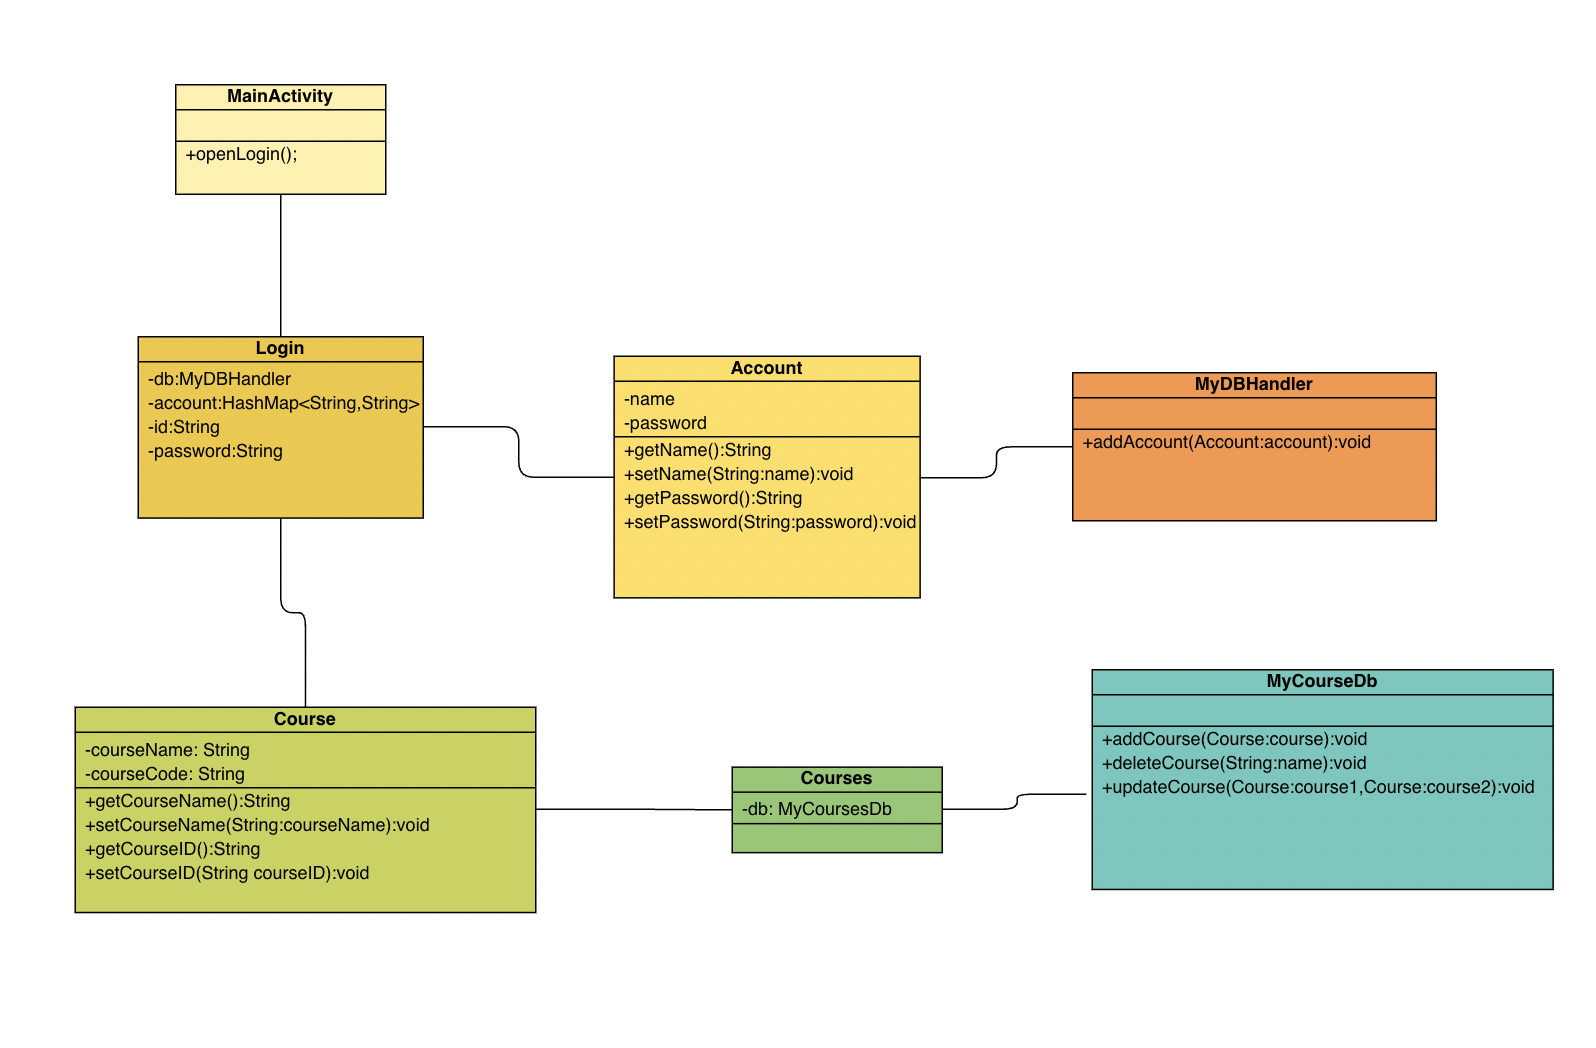 MainActivity
+openLogin();
Login
-db:MyDBHandler
-account:HashMap<String,String>
-id:String
-password:String
Account
-name
-password
+getName():String
+setName(String:name):void
+getPassword():String
+setPassword(String:password):void
MyDBHandler
+addAccount(Account:account):void
Course
-courseName: String
-courseCode: String
+getCourseName():String
+setCourseName(String:courseName):void
+getCourseID():String
+setCourseID(String courseID):void
Courses
-db: MyCoursesDb
MyCourseDb
+addCourse(Course:course):void
+deleteCourse(String:name):void
+updateCourse(Course:course1,Course:course2):void